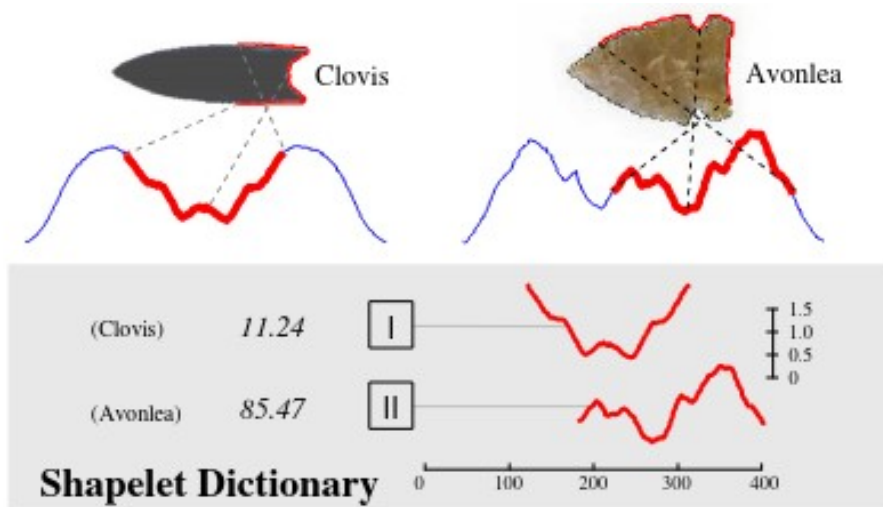 Clovis
Avonlea
(Clovis) 11.24 I
1.5
1.0
0.5
0
(Avonlea) 85.47 II
Shapelet Dictionary
0 100 200 300 400